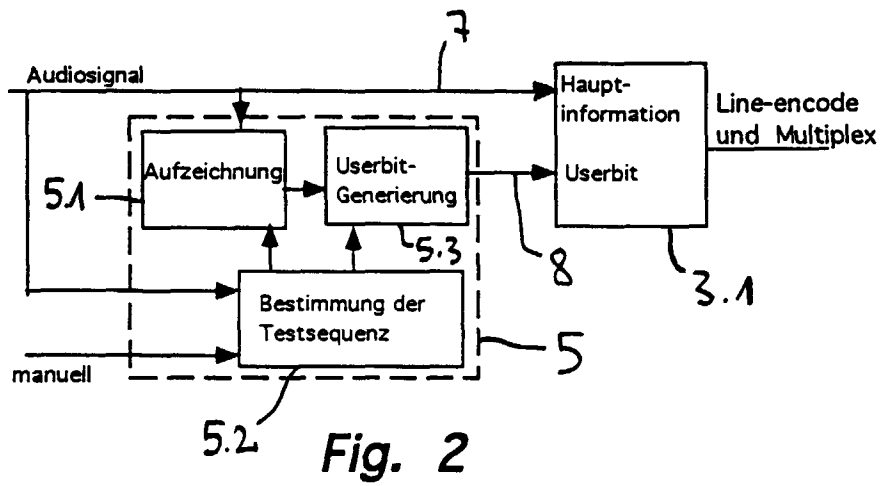 7
Audiosignal
Haupt-
information
Userbit
Line-encode
und Multiplex
Aufzeichnung
Userbit-
Generierung
5.1
5.3
8
3.1
Bestimmung der
Testsequenz
5
manuell
5.2
Fig. 2